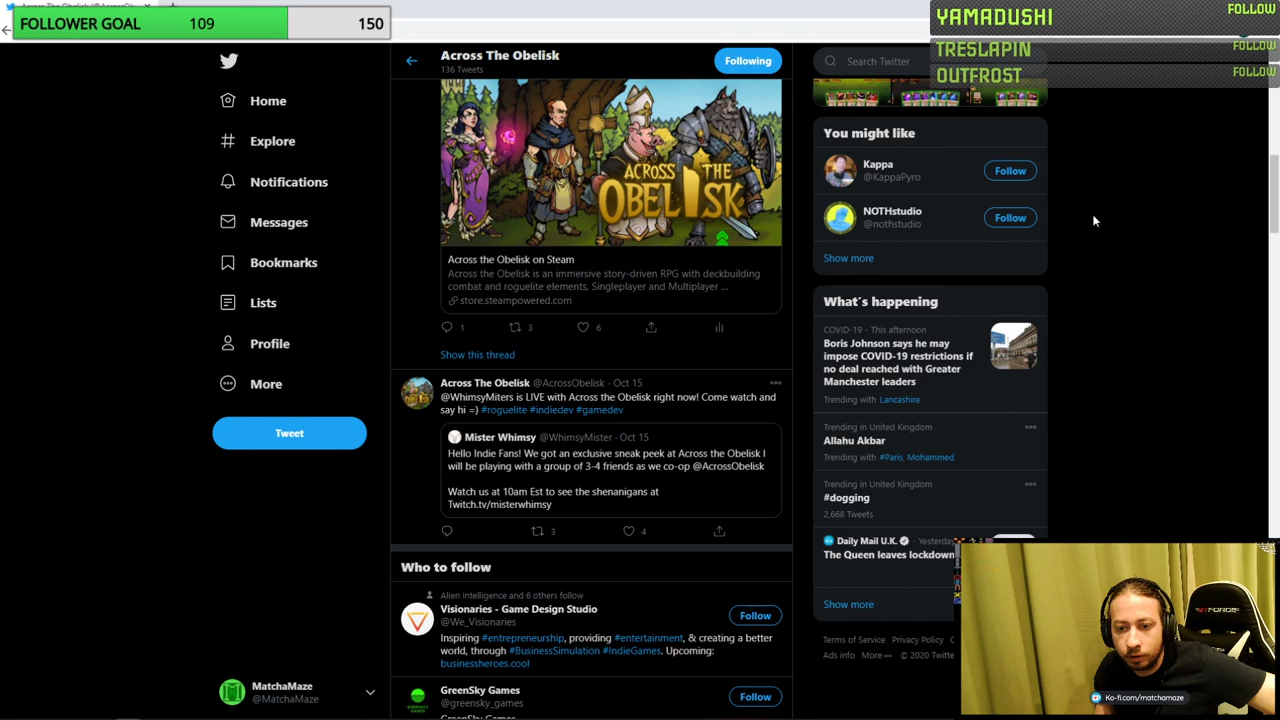 FOLLOWER GOAL 109 150
YAMADUSHI FOLLOW
TRESLAPIN FOLLOW
OUTFROST FOLLOW
Across The Obelisk
136 Tweets
Following
Search Twitter
Home
Explore
Notifications
Messages
Bookmarks
Lists
Profile
More
Tweet
MatchaMaze
@MatchaMaze
ACROSS THE
OBELISK
Across the Obelisk on Steam
Across the Obelisk is an immersive story-driven RPG with deckbuilding
combat and roguelite elements, Singleplayer and Multiplayer ...
store.steampowered.com
1 3 6
Show this thread
Across The Obelisk @AcrossObelisk · Oct 15
@WhimsyMiters is LIVE with Across the Obelisk right now! Come watch and
say hi =) #roguelite #indiedev #gamedev
Mister Whimsy @WhimsyMister · Oct 15
Hello Indie Fans! We got an exclusive sneak peek at Across the Obelisk I
will be playing with a group of 3-4 friends as we co-op @AcrossObelisk
Watch us at 10am Est to see the shenanigans at
Twitch.tv/misterwhimsy
3 4
Who to follow
Alien Intelligence and 6 others follow
Visionaries - Game Design Studio
@We_Visionaries
Follow
Inspiring #entrepreneurship, providing #entertainment, & creating a better
world, through #BusinessSimulation #IndieGames. Upcoming:
businessheroes.cool
GreenSky Games
@greensky_games
Follow
You might like
Kappa
@KappaPyro
Follow
NOTHstudio
@nothstudio
Follow
Show more
What's happening
COVID-19 · This afternoon
Boris Johnson says he may
impose COVID-19 restrictions if
no deal reached with Greater
Manchester leaders
Trending with Lancashire
Trending in United Kingdom
Allahu Akbar
Trending with #Paris, Mohammed
Trending in United Kingdom
#dogging
2,668 Tweets
Daily Mail U.K. · Yesterday
The Queen leaves lockdown
Show more
Terms of Service Privacy Policy
Ads info More © 2020 Twitte
GTFORCE
Ko-fi.com/matchamaze